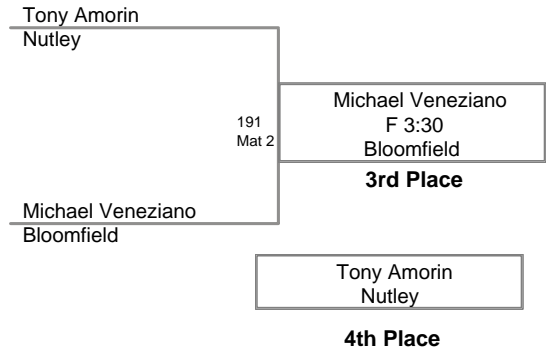 Tony Amorin
Nutley
Michael Veneziano
F 3:30
Bloomfield
191
Mat 2
3rd Place
Michael Veneziano
Bloomfield
Tony Amorin
Nutley
4th Place